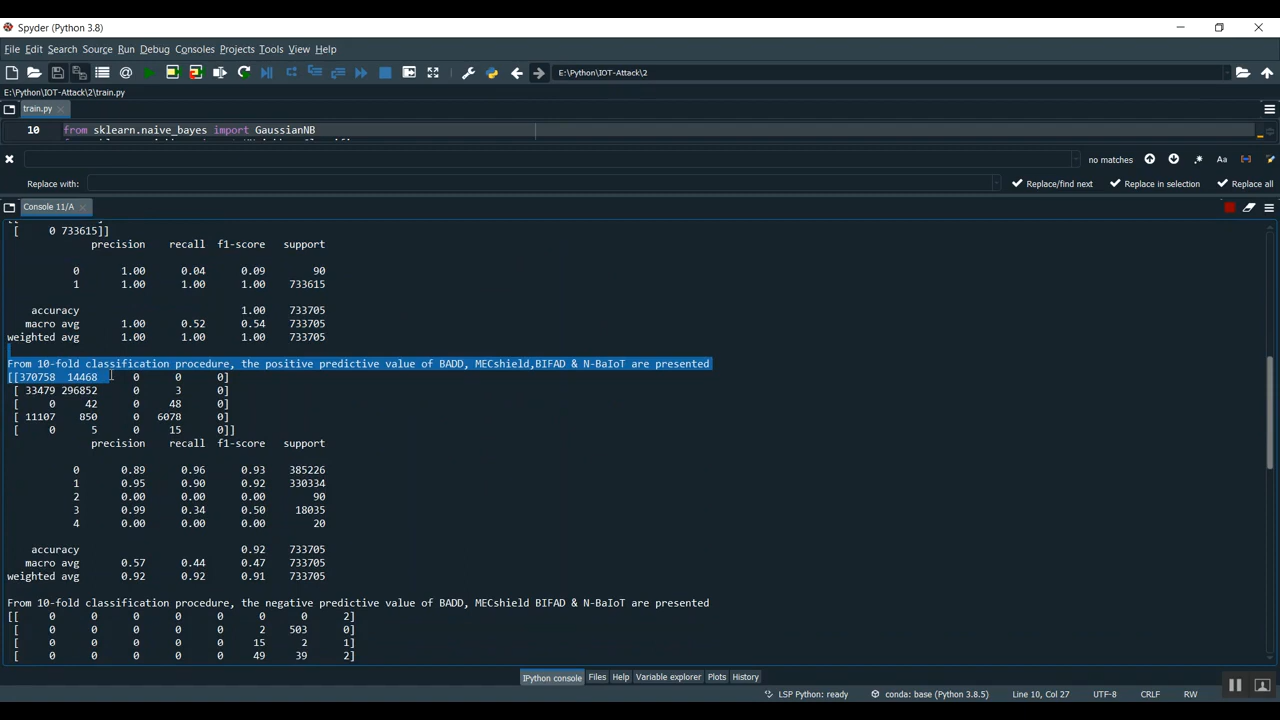 Spyder (Python 3.8)
File Edit Search Source Run Debug Consoles Projects Tools View Help
E:\Python\IOT-Attack\2
E:\Python\IOT-Attack\2\train.py
train.py
10 from sklearn.naive_bayes import GaussianNB
no matches
Aa
Replace with:
Replace/find next Replace in selection Replace all
Console 11/A
[ 0 733615]]
precision recall f1-score support
0 1.00 0.04 0.09 90
1 1.00 1.00 1.00 733615
accuracy 1.00 733705
macro avg 1.00 0.52 0.54 733705
weighted avg 1.00 1.00 1.00 733705
From 10-fold classification procedure, the positive predictive value of BADD, MECshield,BIFAD & N-BaIoT are presented
[[370758 14468 0 0 0]
[ 33479 296852 0 3 0]
[ 0 42 0 48 0]
[ 11107 850 0 6078 0]
[ 0 5 0 15 0]]
precision recall f1-score support
0 0.89 0.96 0.93 385226
1 0.95 0.90 0.92 330334
2 0.00 0.00 0.00 90
3 0.99 0.34 0.50 18035
4 0.00 0.00 0.00 20
accuracy 0.92 733705
macro avg 0.57 0.44 0.47 733705
weighted avg 0.92 0.92 0.91 733705
From 10-fold classification procedure, the negative predictive value of BADD, MECshield BIFAD & N-BaIoT are presented
[[ 0 0 0 0 0 0 2]
[ 0 0 0 0 2 503 0]
[ 0 0 0 0 15 2 1]
[ 0 0 0 0 49 39 2]
IPython console Files Help Variable explorer Plots History
LSP Python: ready conda: base (Python 3.8.5) Line 10, Col 27 UTF-8 CRLF RW